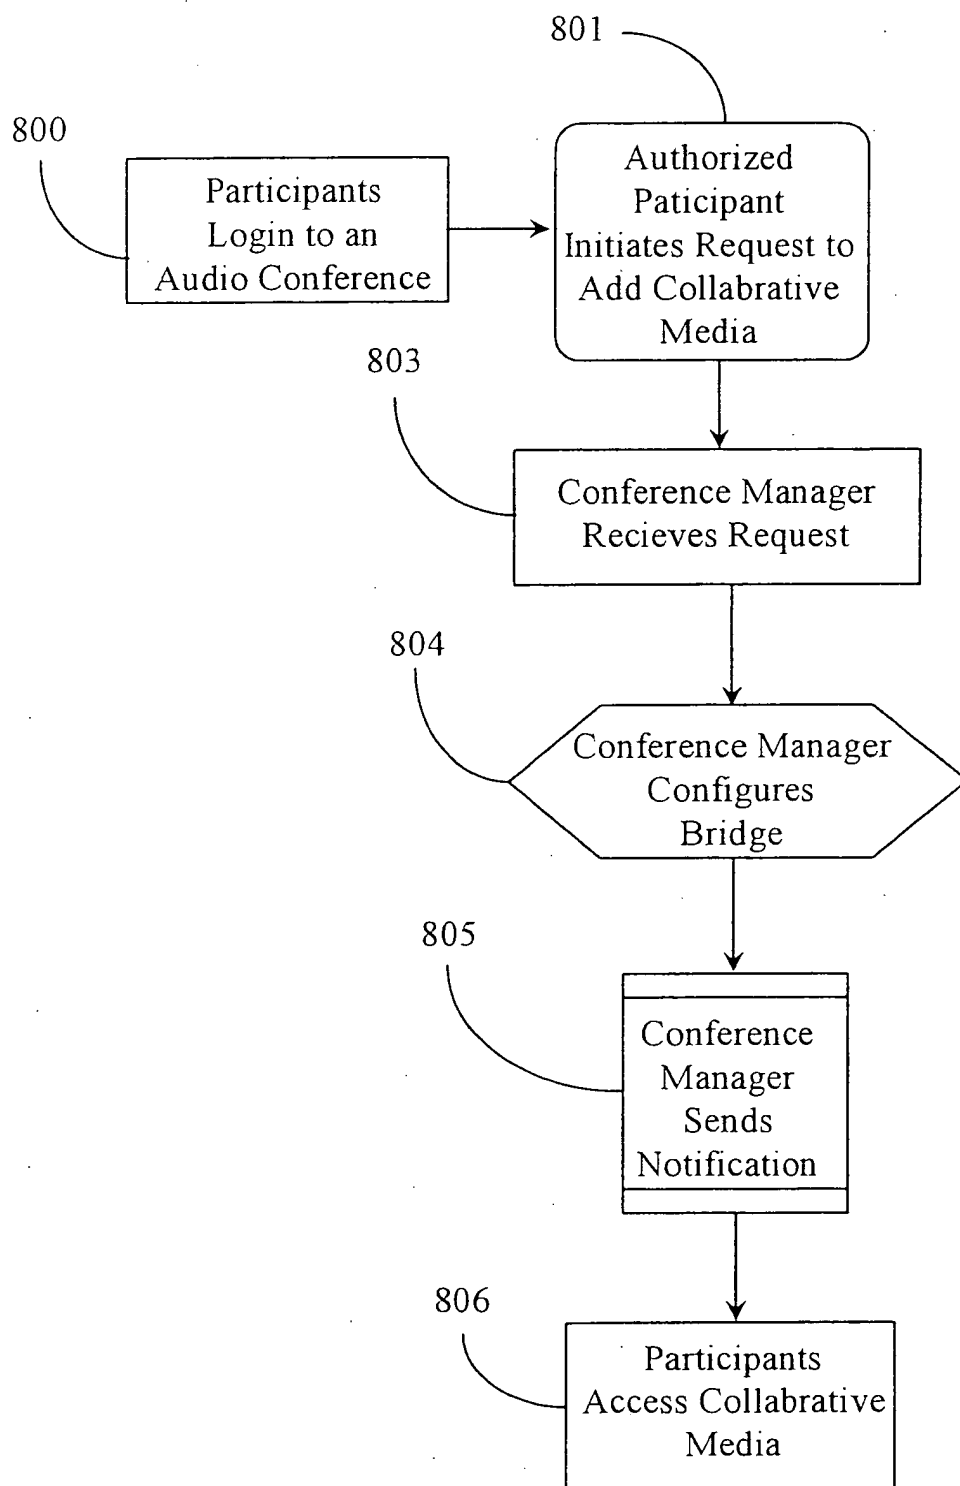 801
800
Participants
Login to an
Audio Conference
Authorized
Paticipant
Initiates Request to
Add Collabrative
Media
803
Conference Manager
Recieves Request
804
Conference Manager
Configures
Bridge
805
Conference
Manager
Sends
Notification
806
Participants
Access Collabrative
Media